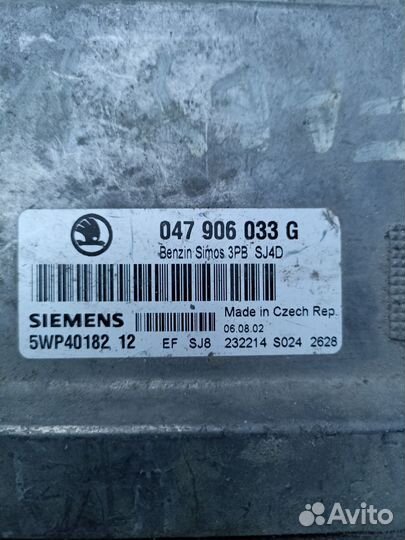 047 906 033 G
Benzin Simos 3PB SJ4D
Made in Czech Rep.
SIEMENS
06.08.02
5WP40182 12 EF SJ8 232214 S024 2628
Avito